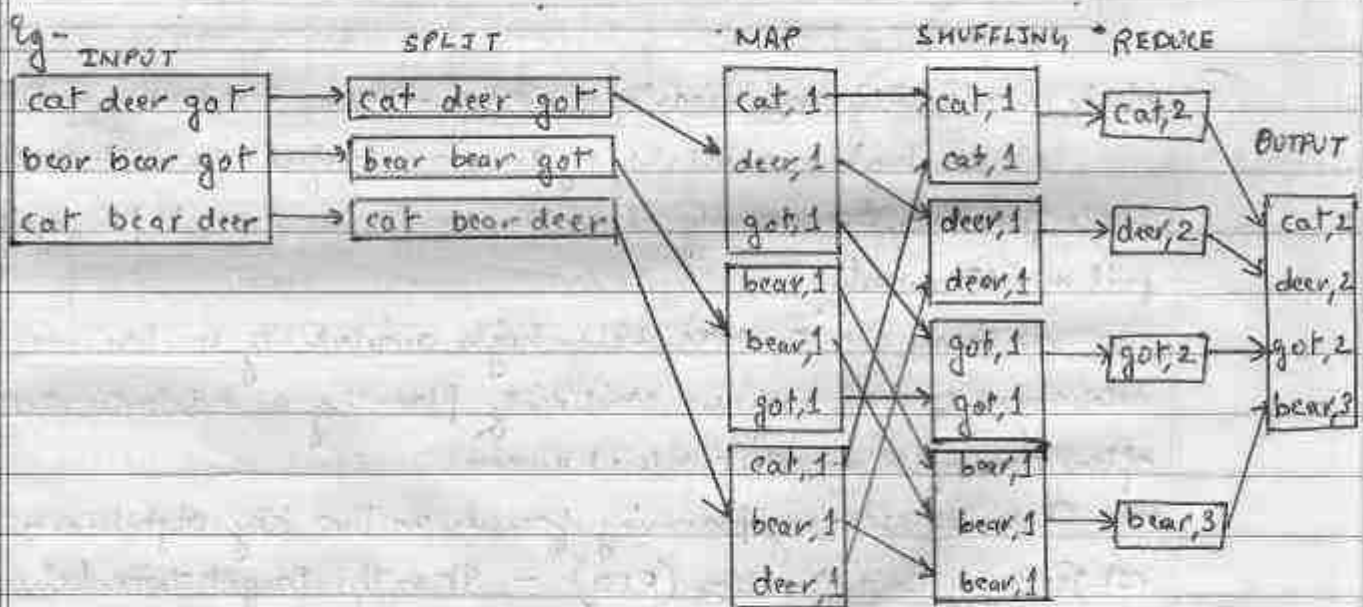 Eg-
INPUT
cat deer got
bear bear got
cat bear deer
SPLIT
cat deer got
bear bear got
cat bear deer
MAP
cat, 1
deer, 1
got, 1
bear, 1
bear, 1
got, 1
cat, 1
bear, 1
deer, 1
SHUFFLING
cat, 1
cat, 1
deer, 1
deer, 1
got, 1
got, 1
bear, 1
bear, 1
bear, 1
REDUCE
cat, 2
deer, 2
got, 2
bear, 3
OUTPUT
cat, 2
deer, 2
got, 2
bear, 3